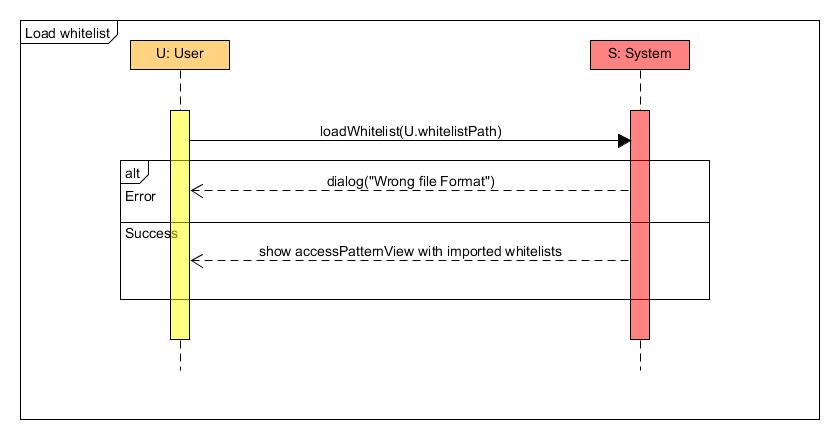 Load whitelist
U: User
S: System
loadWhitelist(U.whitelistPath)
alt
dialog("Wrong file Format")
Error
Success
show accessPatternView with imported whitelists